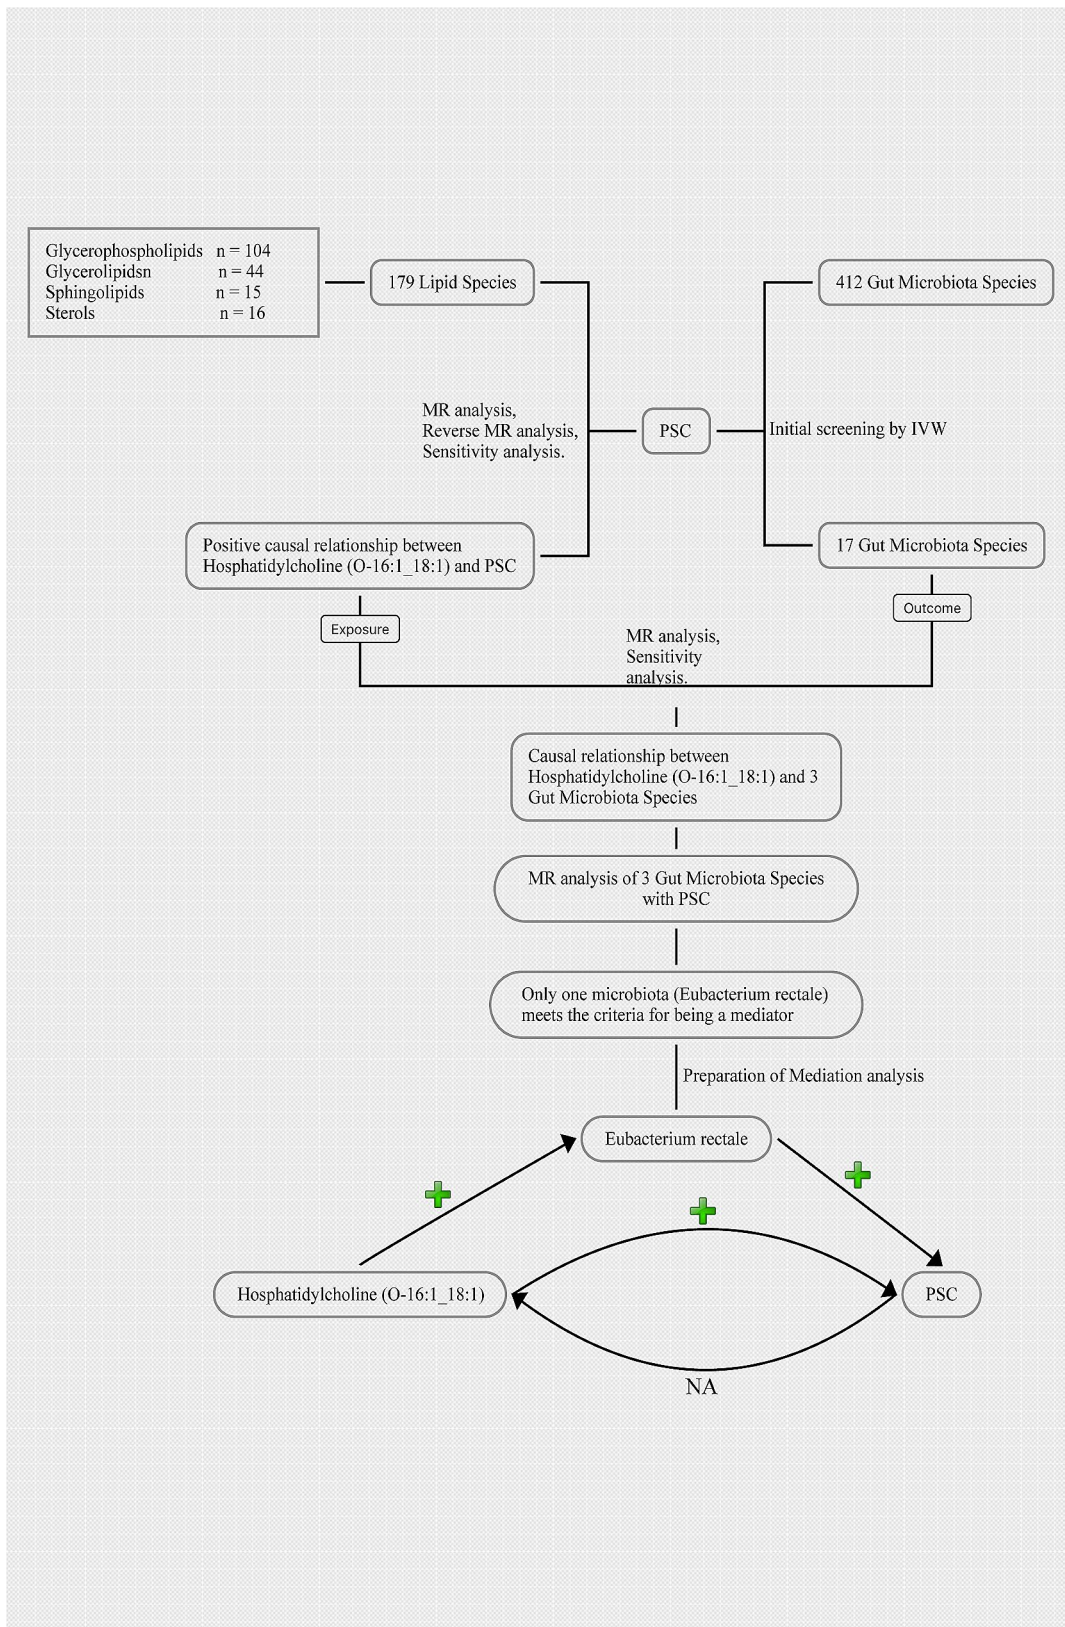 Glycerophospholipids n = 104
Glycerolipidsn n = 44
Sphingolipids n = 15
Sterols n = 16
179 Lipid Species
412 Gut Microbiota Species
MR analysis,
Reverse MR analysis,
Sensitivity analysis.
PSC
Initial screening by IVW
Positive causal relationship between
Hosphatidylcholine (O-16:1_18:1) and PSC
17 Gut Microbiota Species
Exposure
Outcome
MR analysis,
Sensitivity
analysis.
Causal relationship between
Hosphatidylcholine (O-16:1_18:1) and 3
Gut Microbiota Species
MR analysis of 3 Gut Microbiota Species
with PSC
Only one microbiota (Eubacterium rectale)
meets the criteria for being a mediator
Preparation of Mediation analysis
Eubacterium rectale
Hosphatidylcholine (O-16:1_18:1)
PSC
NA